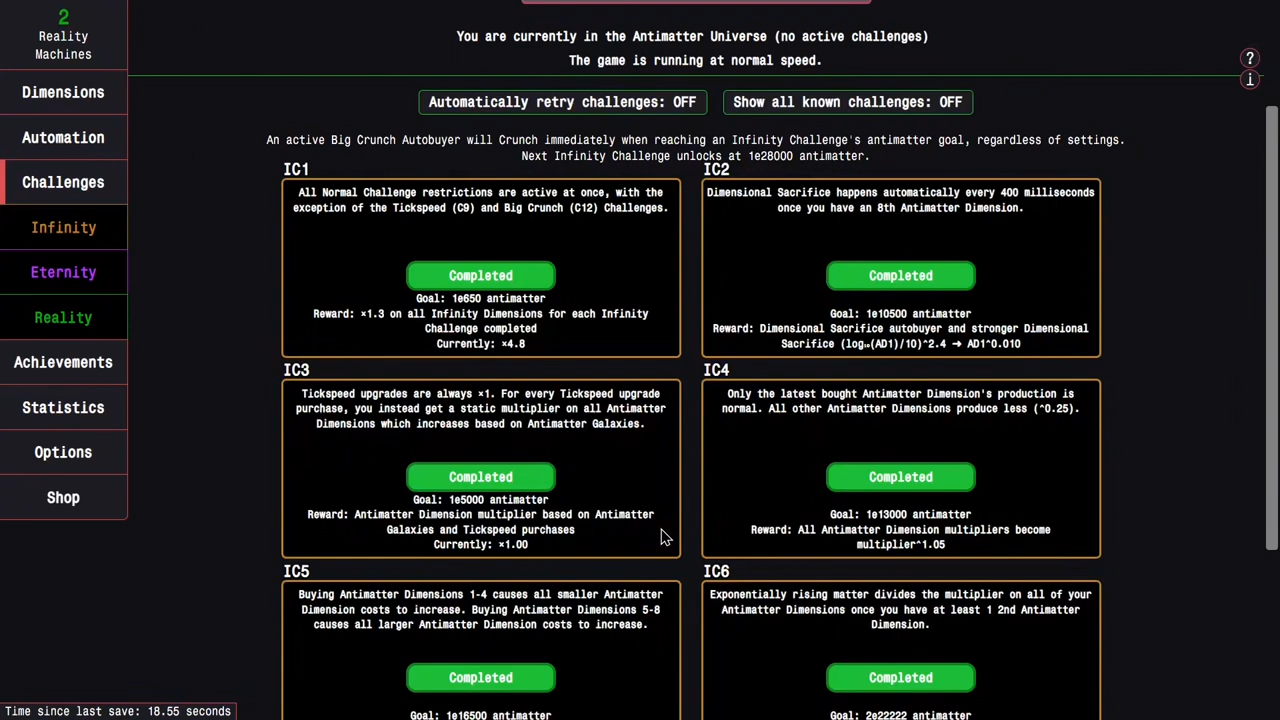 2
Reality
Machines
Dimensions
Automation
Challenges
Infinity
Eternity
Reality
Achievements
Statistics
Options
Shop
Time since last save: 18.55 seconds
You are currently in the Antimatter Universe (no active challenges)
The game is running at normal speed.
?
i
Automatically retry challenges: OFF
Show all known challenges: OFF
An active Big Crunch Autobuyer will Crunch immediately when reaching an Infinity Challenge's antimatter goal, regardless of settings.
Next Infinity Challenge unlocks at 1e28000 antimatter.
IC1
All Normal Challenge restrictions are active at once, with the
exception of the Tickspeed (C9) and Big Crunch (C12) Challenges.
Completed
Goal: 1e650 antimatter
Reward: ×1.3 on all Infinity Dimensions for each Infinity
Challenge completed
Currently: ×4.8
IC2
Dimensional Sacrifice happens automatically every 400 milliseconds
once you have an 8th Antimatter Dimension.
Completed
Goal: 1e10500 antimatter
Reward: Dimensional Sacrifice autobuyer and stronger Dimensional
Sacrifice (log₁₀(AD1)/10)^2.4 → AD1^0.010
IC3
Tickspeed upgrades are always ×1. For every Tickspeed upgrade
purchase, you instead get a static multiplier on all Antimatter
Dimensions which increases based on Antimatter Galaxies.
Completed
Goal: 1e5000 antimatter
Reward: Antimatter Dimension multiplier based on Antimatter
Galaxies and Tickspeed purchases
Currently: ×1.00
IC4
Only the latest bought Antimatter Dimension's production is
normal. All other Antimatter Dimensions produce less (^0.25).
Completed
Goal: 1e13000 antimatter
Reward: All Antimatter Dimension multipliers become
multiplier^1.05
IC5
Buying Antimatter Dimensions 1-4 causes all smaller Antimatter
Dimension costs to increase. Buying Antimatter Dimensions 5-8
causes all larger Antimatter Dimension costs to increase.
Completed
Goal: 1e16500 antimatter
IC6
Exponentially rising matter divides the multiplier on all of your
Antimatter Dimensions once you have at least 1 2nd Antimatter
Dimension.
Completed
Goal: 2e22222 antimatter